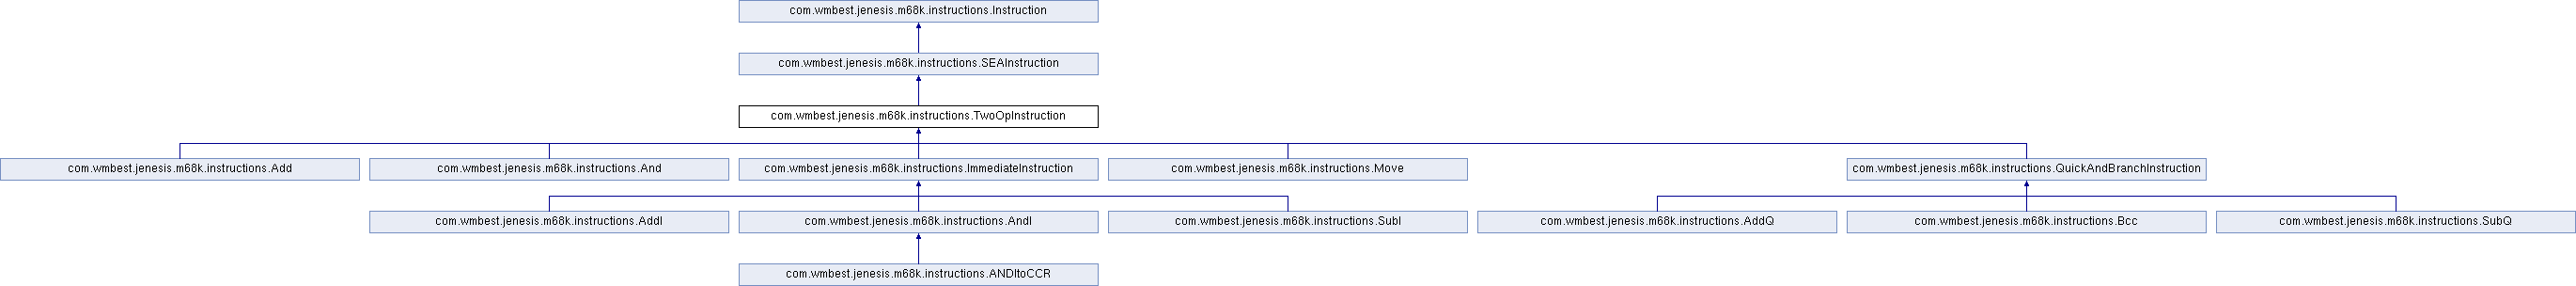 com.wmbest.jenesis.m68k.instructions.Instruction
com.wmbest.jenesis.m68k.instructions.SEAInstruction
com.wmbest.jenesis.m68k.instructions.TwoOpInstruction
com.wmbest.jenesis.m68k.instructions.Add
com.wmbest.jenesis.m68k.instructions.And
com.wmbest.jenesis.m68k.instructions.ImmediateInstruction
com.wmbest.jenesis.m68k.instructions.Move
com.wmbest.jenesis.m68k.instructions.QuickAndBranchInstruction
com.wmbest.jenesis.m68k.instructions.AddI
com.wmbest.jenesis.m68k.instructions.AndI
com.wmbest.jenesis.m68k.instructions.SubI
com.wmbest.jenesis.m68k.instructions.AddQ
com.wmbest.jenesis.m68k.instructions.Bcc
com.wmbest.jenesis.m68k.instructions.SubQ
com.wmbest.jenesis.m68k.instructions.ANDItoCCR